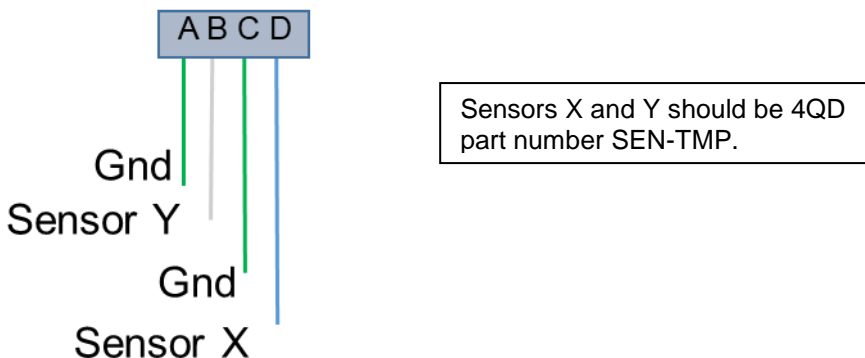 A B C D
Sensors X and Y should be 4QD
part number SEN-TMP.
Gnd
Sensor Y
Gnd
Sensor X